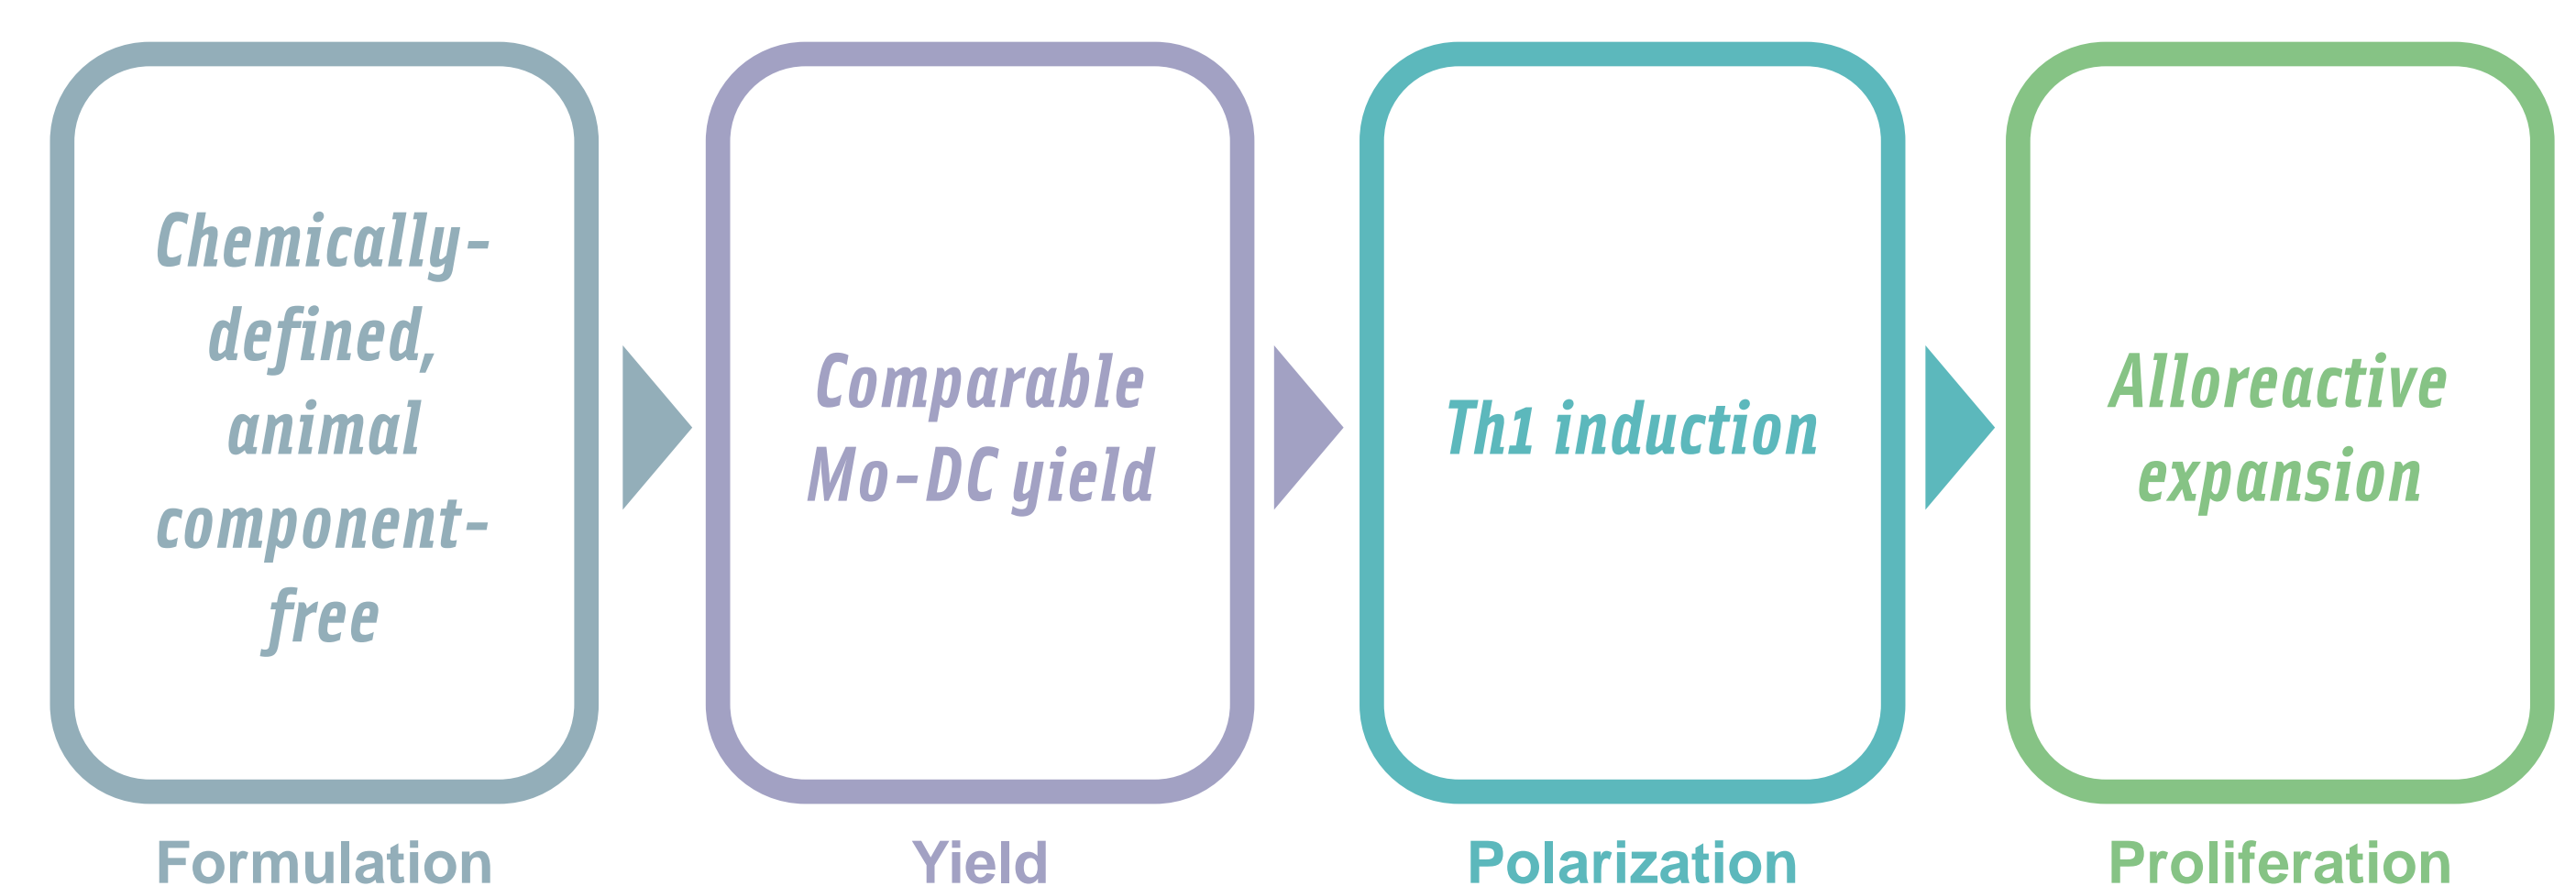 Chemically-
defined,
animal
component-
free
Formulation
Comparable
Mo-DC yield
Yield
Th1 induction
Polarization
Alloreactive
expansion
Proliferation